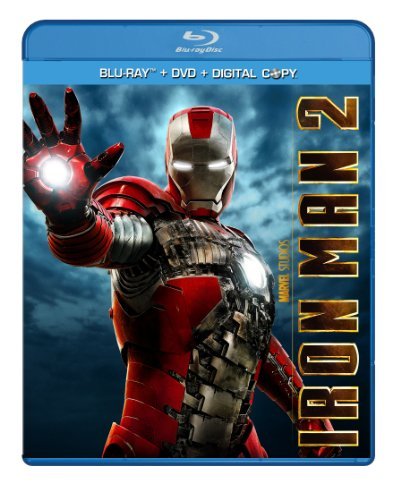 Blu-ray Disc
BLU-RAY™ + DVD + DIGITAL COPY
MARVEL STUDIOS
IRON MAN 2